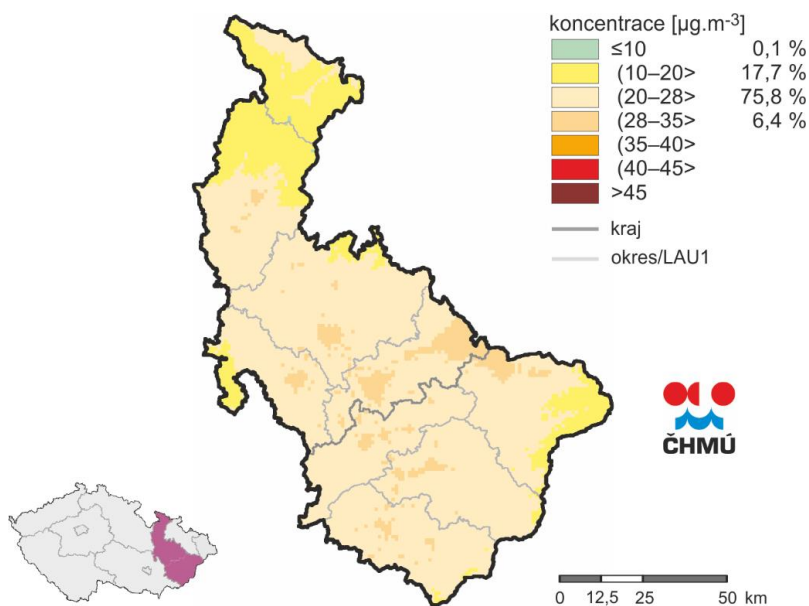 koncentrace [µg.m-3]
≤10 0,1 %
(10–20> 17,7 %
(20–28> 75,8 %
(28–35> 6,4 %
(35–40>
(40–45>
>45
kraj
okres/LAU1
ČHMÚ
0 12,5 25 50 km